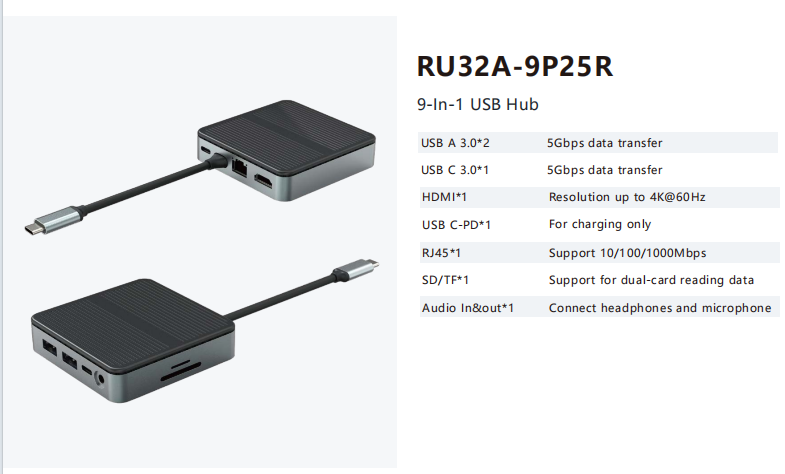 RU32A-9P25R
9-In-1 USB Hub
USB A 3.0*2 5Gbps data transfer
USB C 3.0*1 5Gbps data transfer
HDMI*1 Resolution up to 4K@60Hz
USB C-PD*1 For charging only
RJ45*1 Support 10/100/1000Mbps
SD/TF*1 Support for dual-card reading data
Audio In&out*1 Connect headphones and microphone